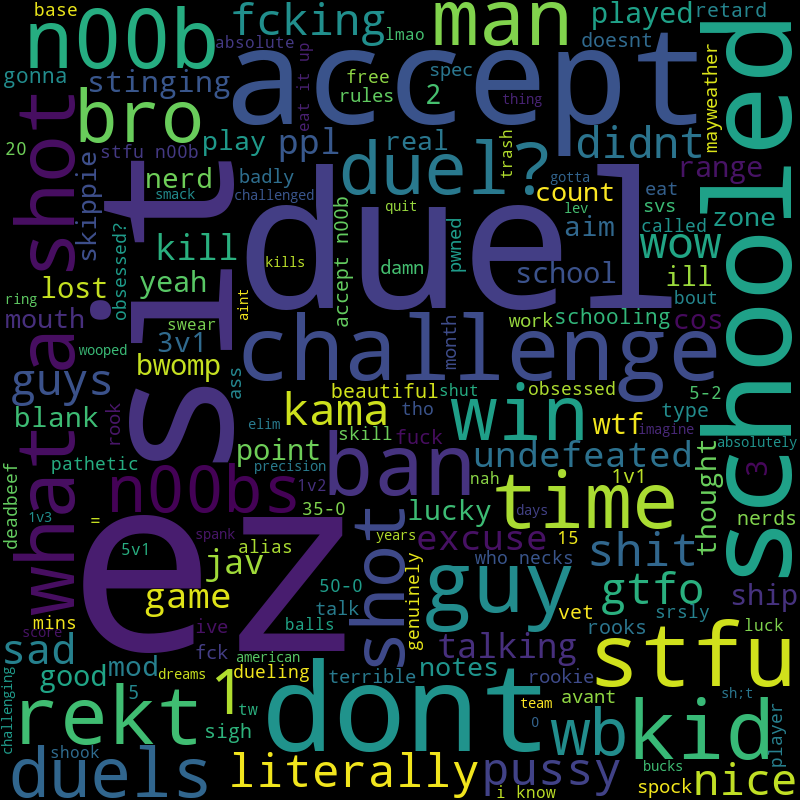 base
n00b
fcking
man
played
retard
absolute
lmao
doesnt
gonna
stinging
eat it up
accept
schooled
what a shot
bro
free
spec
thing
rules
2
mayweather
20
stfu n00b
play
ppl
real
duel?
trash
didnt
range
skippie
nerd
badly
challenged
smack
sit.
duel
gotta
count
eat
svs
quit
lev
aim
called
zone
kill
accept n00b
pwned
wow
yeah
kills
damn
school
ill
lost
obsessed?
aint
bout
ring
mouth
swear
challenge
month
work
schooling
cos
3v1
wooped
bwomp
guys
ass
beautiful
shut
obsessed
5-2
kama
tho
win
type
blank
rook
elim
skill
fuck
wtf
imagine
absolutely
point
ban
undefeated
thought
pathetic
precision
nah
1v1
3
n00bs
1v2
time
days
deadbeef
1v3
=
35-0
lucky
nerds
spank
years
shot
excuse
15
5v1
alias
jav
who necks
shit
ez
genuinely
guy
game
50-0
vet
gtfo
ship
mins
ive
talk
balls
talking
rooks
srsly
luck
score
sad
fck
american
stfu
good
mod
dreams
dueling
terrible
notes
rookie
challenging
5
1
dont
avant
sh;t
rekt
tw
team
kid
sigh
0
wb
player
duels
shook
literally
pussy
bucks
spock
nice
i know